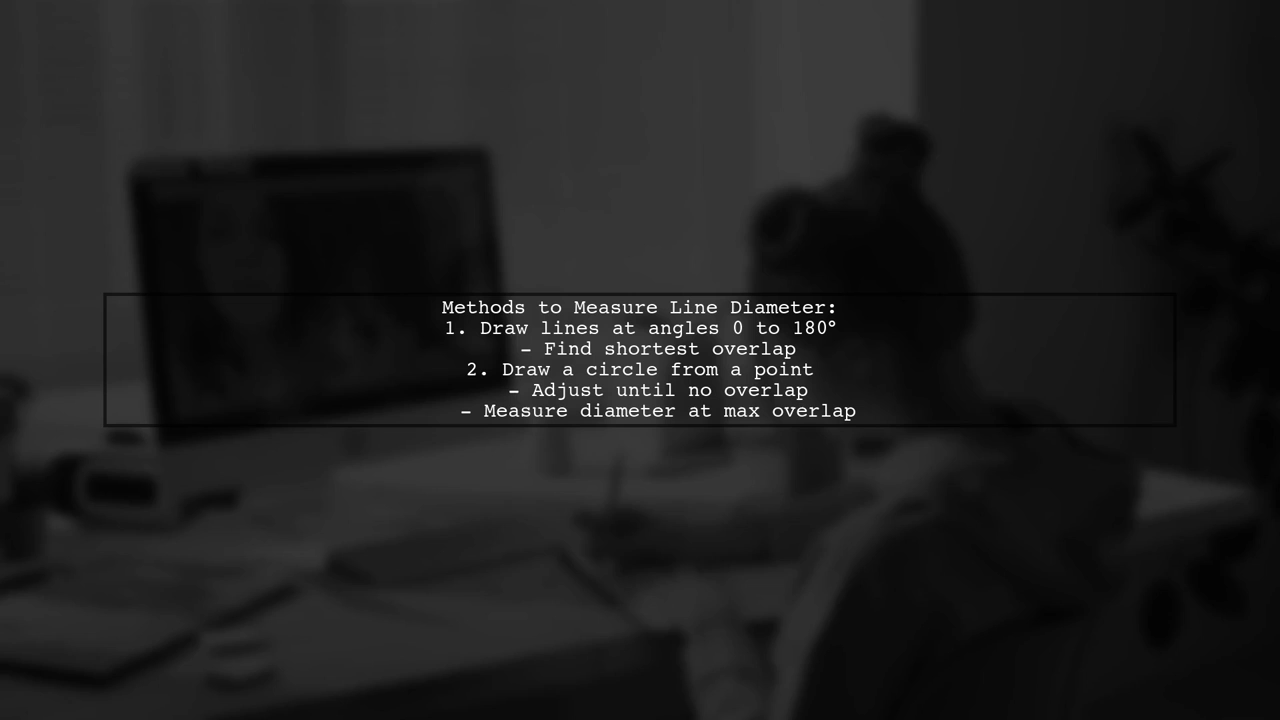 Methods to Measure Line Diameter:
1. Draw lines at angles 0 to 180°
- Find shortest overlap
2. Draw a circle from a point
- Adjust until no overlap
- Measure diameter at max overlap